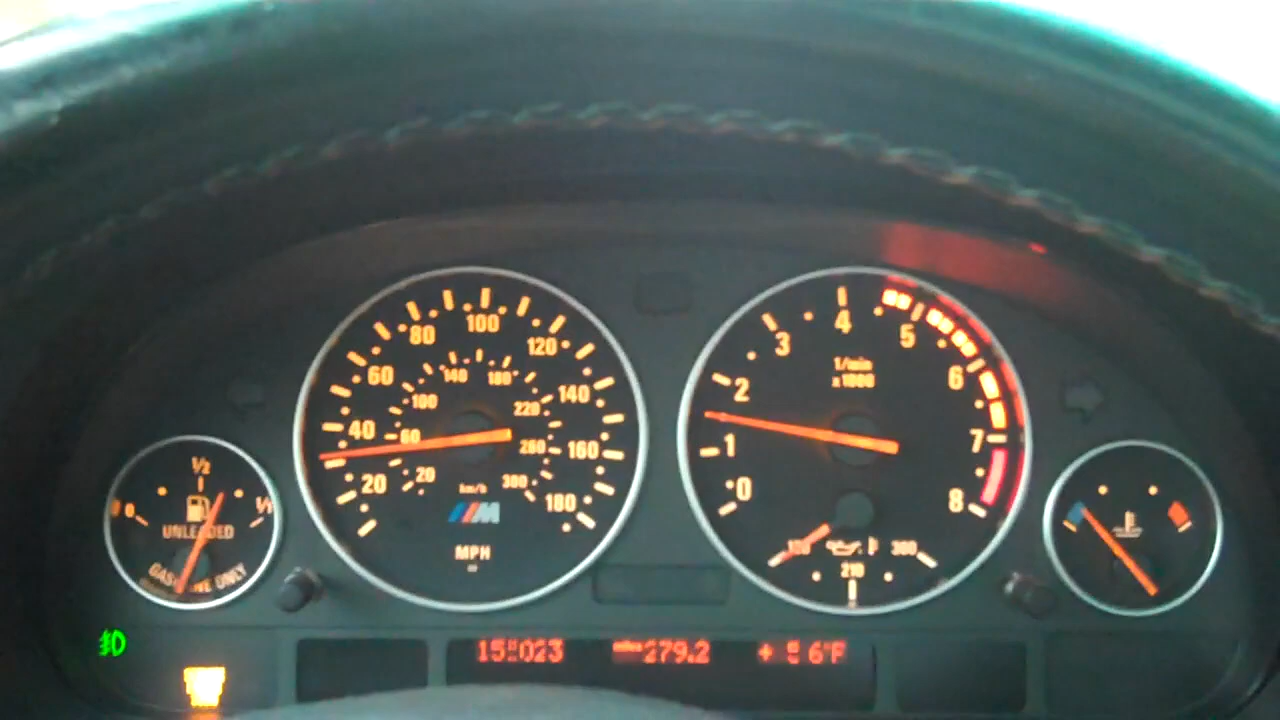 80 100 120
60 140
40 160
20 180
140 180
100 220
60 260
20 300
km/h
M
MPH
1/2
0 1/1
UNLEADED
GASOLINE ONLY
4
3 5
2 6
1 7
0 8
1/min
x1000
300
210
miles 279.2